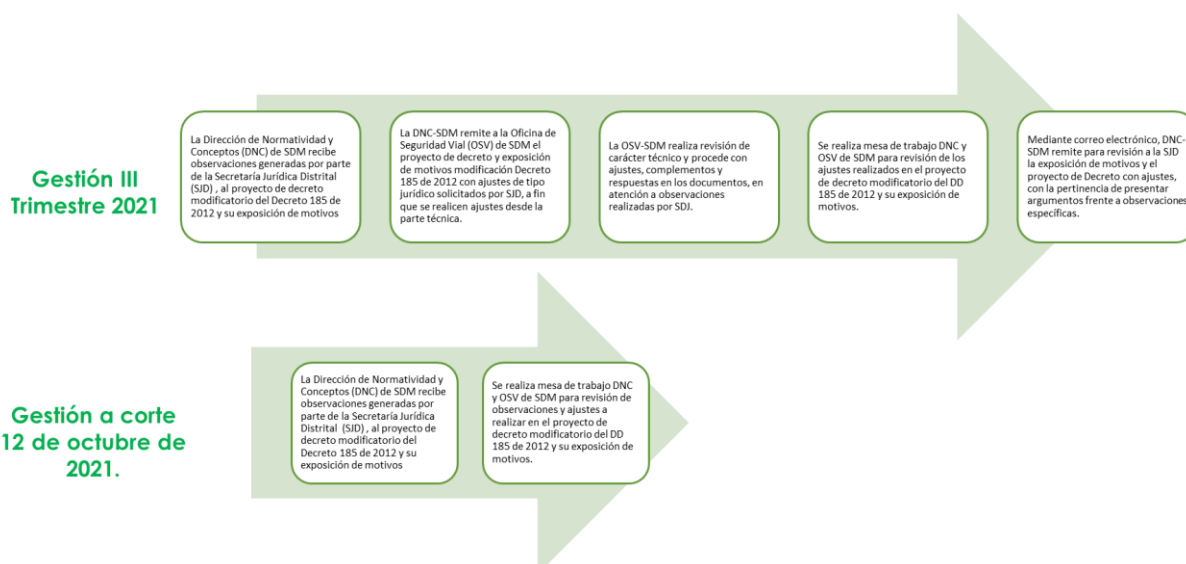 Gestión III
Trimestre 2021
La Dirección de Normatividad y
Conceptos (DNC) de SDM recibe
observaciones generadas por parte
de la Secretaría Jurídica Distrital
(SJD) , al proyecto de decreto
modificatorio del Decreto 185 de
2012 y su exposición de motivos
La DNC-SDM remite a la Oficina de
Seguridad Vial (OSV) de SDM el
proyecto de decreto y exposición
de motivos modificación Decreto
185 de 2012 con ajustes de tipo
jurídico solicitados por SJD, a fin
que se realicen ajustes desde la
parte técnica.
La OSV-SDM realiza revisión de
carácter técnico y procede con
ajustes, complementos y
respuestas en los documentos, en
atención a observaciones
realizadas por SDJ.
Se realiza mesa de trabajo DNC y
OSV de SDM para revisión de los
ajustes realizados en el proyecto
de decreto modificatorio del DD
185 de 2012 y su exposición de
motivos.
Mediante correo electrónico, DNC-
SDM remite para revisión a la SJD
la exposición de motivos y el
proyecto de Decreto con ajustes,
con la pertinencia de presentar
argumentos frente a observaciones
específicas.
Gestión a corte
12 de octubre de
2021.
La Dirección de Normatividad y
Conceptos (DNC) de SDM recibe
observaciones generadas por
parte de la Secretaría Jurídica
Distrital (SJD) , al proyecto de
decreto modificatorio del
Decreto 185 de 2012 y su
exposición de motivos
Se realiza mesa de trabajo DNC
y OSV de SDM para revisión de
observaciones y ajustes a
realizar en el proyecto de
decreto modificatorio del DD
185 de 2012 y su exposición de
motivos.